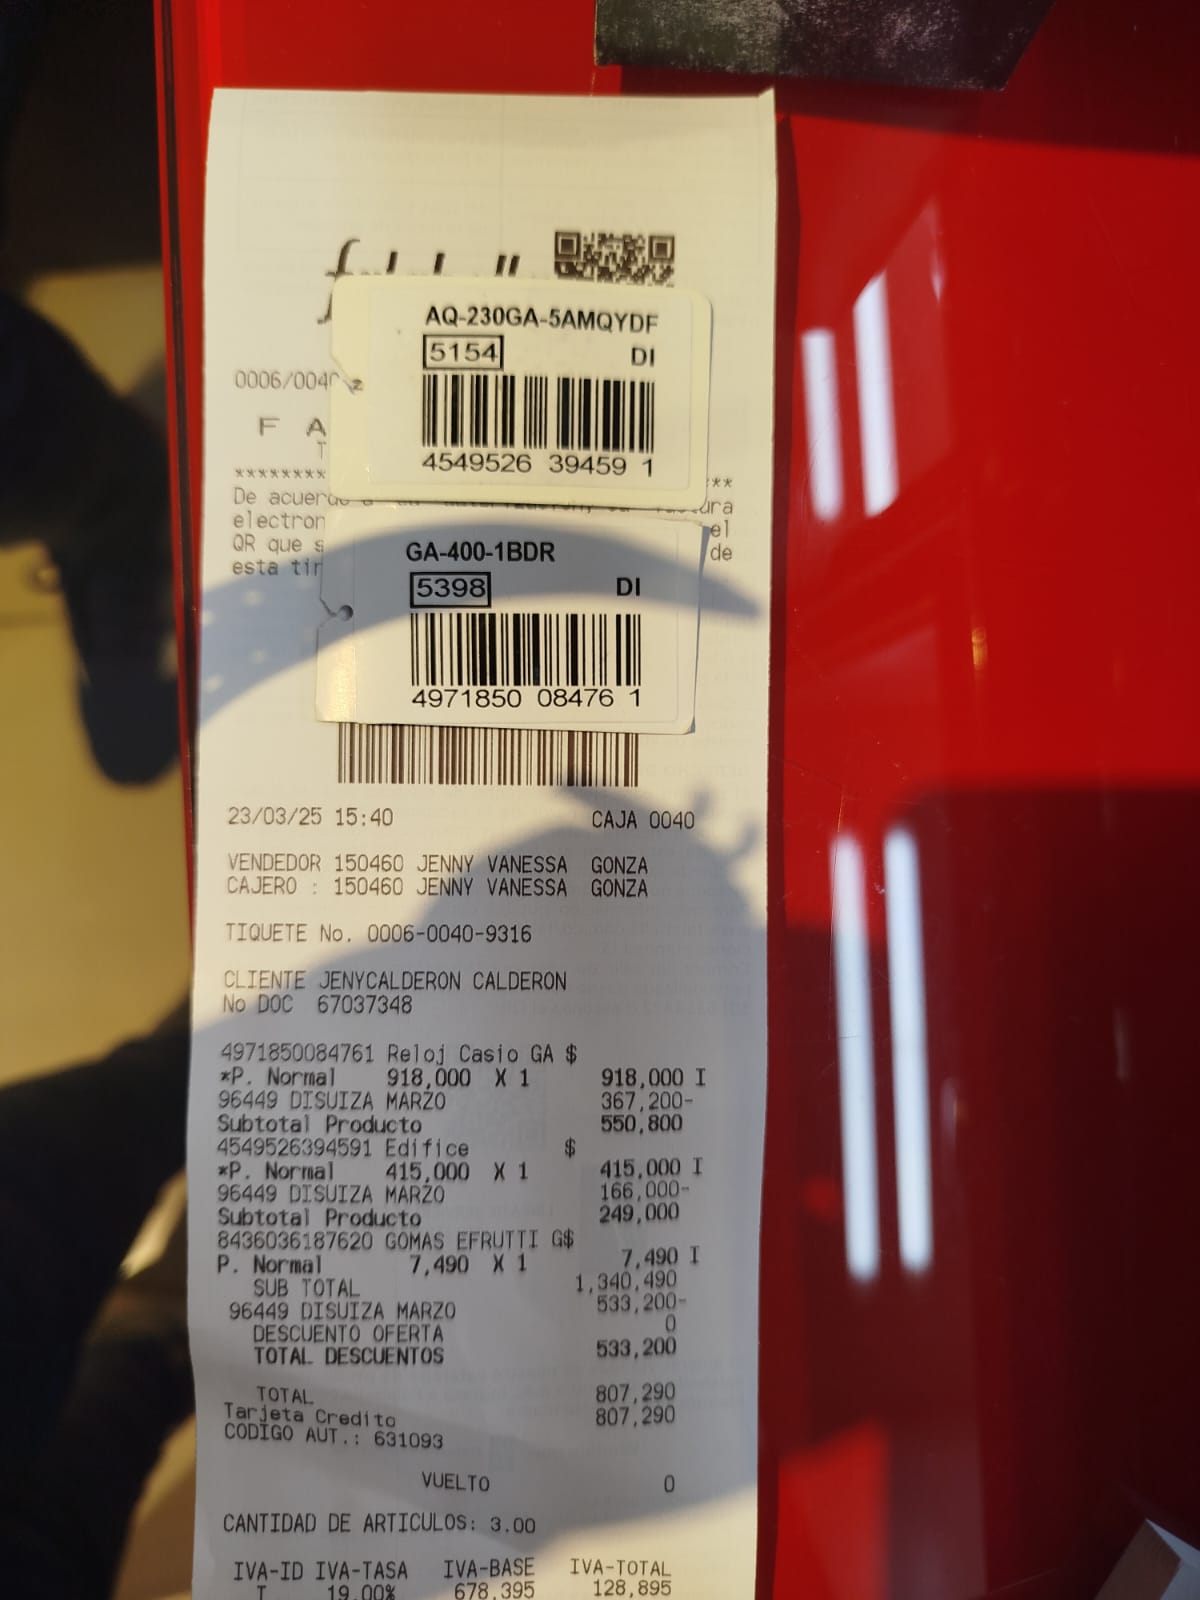 AQ-230GA-5AMQYDF
5154 DI
4549526 39459 1
0006/004
F A
T
******** **
De acuerdo a
electron el
QR que s de
esta tir
GA-400-1BDR
5398 DI
4971850 08476 1
23/03/25 15:40 CAJA 0040
VENDEDOR 150460 JENNY VANESSA GONZA
CAJERO : 150460 JENNY VANESSA GONZA
TIQUETE No. 0006-0040-9316
CLIENTE JENYCALDERON CALDERON
No DOC 67037348
4971850084761 Reloj Casio GA $
*P. Normal 918,000 X 1 918,000 I
96449 DISUIZA MARZO 367,200-
Subtotal Producto 550,800
4549526394591 Edifice $
*P. Normal 415,000 X 1 415,000 I
96449 DISUIZA MARZO 166,000-
Subtotal Producto 249,000
8436036187620 GOMAS EFRUTTI G$
P. Normal 7,490 X 1 7,490 I
SUB TOTAL 1,340,490
96449 DISUIZA MARZO 533,200-
DESCUENTO OFERTA 0
TOTAL DESCUENTOS 533,200
TOTAL 807,290
Tarjeta Credito 807,290
CODIGO AUT.: 631093
VUELTO 0
CANTIDAD DE ARTICULOS: 3.00
IVA-ID IVA-TASA IVA-BASE IVA-TOTAL
I 19.00% 678,395 128,895